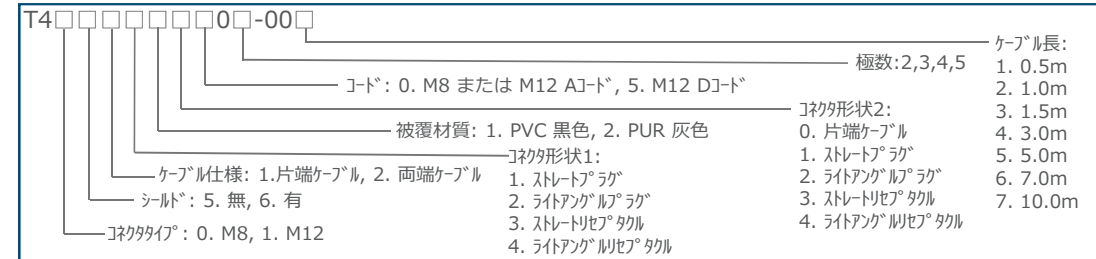 T4□□□□□□□0□-00□
ｹｰﾌﾞﾙ長:
1. 0.5m
2. 1.0m
3. 1.5m
4. 3.0m
5. 5.0m
6. 7.0m
7. 10.0m
極数:2,3,4,5
ｺｰﾄﾞ: 0. M8 または M12 Aｺｰﾄﾞ, 5. M12 Dｺｰﾄﾞ
ｺﾈｸﾀ形状2:
0. 片端ｹｰﾌﾞﾙ
1. ｽﾄﾚｰﾄﾌﾟﾗｸﾞ
2. ﾗｲﾄｱﾝｸﾞﾙﾌﾟﾗｸﾞ
3. ｽﾄﾚｰﾄﾘｾﾌﾟﾀｸﾙ
4. ﾗｲﾄｱﾝｸﾞﾙﾘｾﾌﾟﾀｸﾙ
被覆材質: 1. PVC 黒色, 2. PUR 灰色
ｺﾈｸﾀ形状1:
1. ｽﾄﾚｰﾄﾌﾟﾗｸﾞ
2. ﾗｲﾄｱﾝｸﾞﾙﾌﾟﾗｸﾞ
3. ｽﾄﾚｰﾄﾘｾﾌﾟﾀｸﾙ
4. ﾗｲﾄｱﾝｸﾞﾙﾘｾﾌﾟﾀｸﾙ
ｹｰﾌﾞﾙ仕様: 1.片端ｹｰﾌﾞﾙ, 2. 両端ｹｰﾌﾞﾙ
ｼｰﾙﾄﾞ: 5. 無, 6. 有
ｺﾈｸﾀﾀｲﾌﾟ: 0. M8, 1. M12